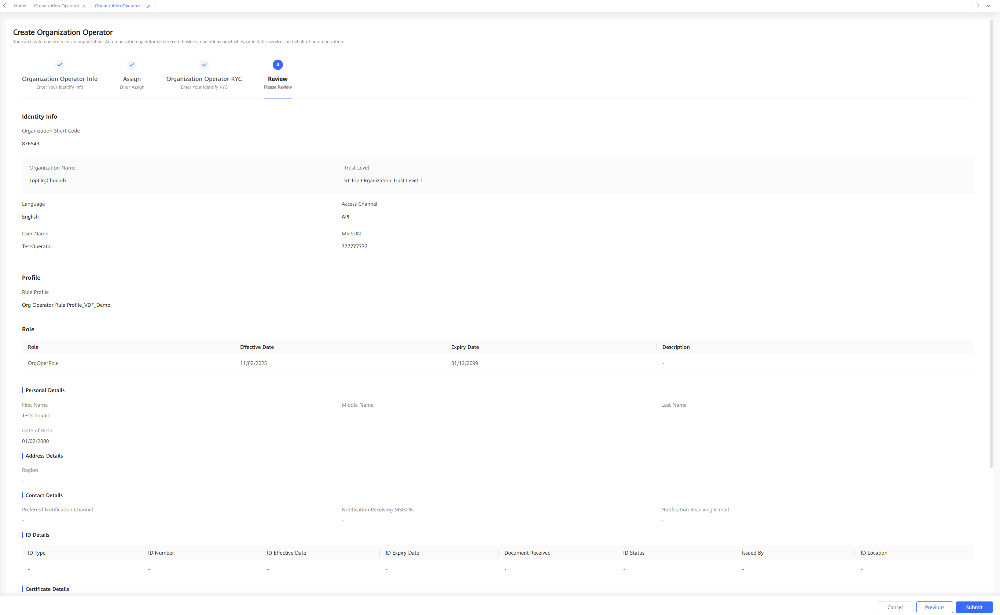 Home Organization Operator Organization Operator...
Create Organization Operator
You can create operators for an organization. An organization operator can execute business operations oractivities, or initiates services on behalf of an organization.
4
Organization Operator Info Assign Organization Operator KYC Review
Enter Your Identify Info Enter Assign Enter Your Identify KYC Please Review
Identity Info
Organization Short Code
876543
Organization Name Trust Level
TopOrgChouaib 51:Top Organization Trust Level 1
Language Access Channel
English API
User Name MSISDN
TestOperator 777777777
Profile
Rule Profile
Org Operator Rule Profile_VDF_Demo
Role
Role Effective Date Expiry Date Description
OrgOperRole 11/02/2025 31/12/2099 -
Personal Details
First Name Middle Name Last Name
TestChouaib - -
Date of Birth
01/02/2000
Address Details
Region
-
Contact Details
Preferred Notification Channel Notification Receiving MSISDN Notification Receiving E-mail
- - -
ID Details
ID Type ID Number ID Effective Date ID Expiry Date Document Received ID Status Issued By ID Location
- - - - - - - -
Certificate Details
Cancel Previous Submit